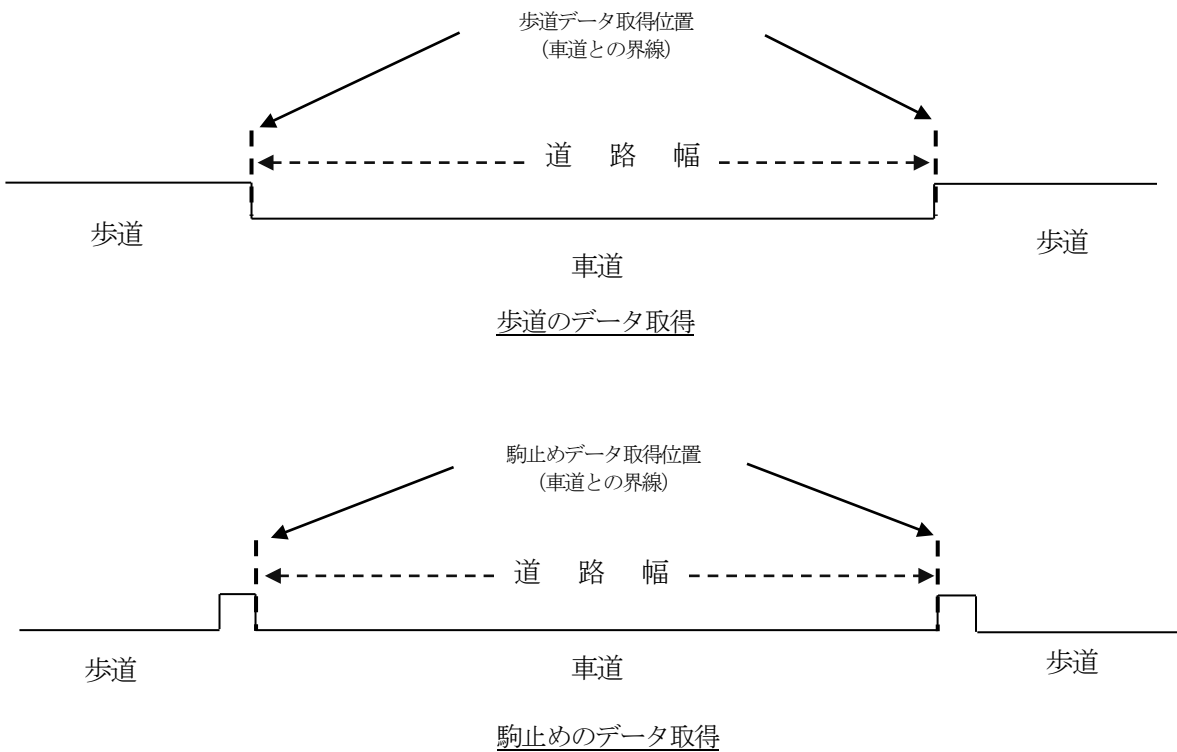 歩道データ取得位置
（車道との界線）
道　路　幅
歩道
歩道
車道
歩道のデータ取得
駒止めデータ取得位置
（車道との界線）
道　路　幅
歩道
車道
歩道
駒止めのデータ取得